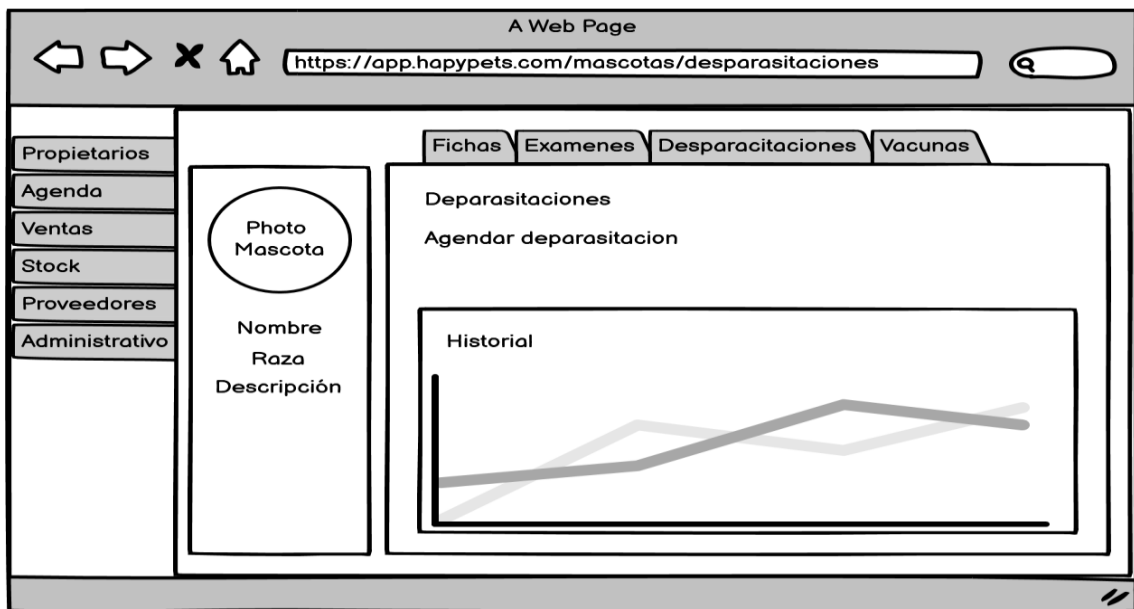 A Web Page
https://app.hapypets.com/mascotas/desparasitaciones
Propietarios
Agenda
Ventas
Stock
Proveedores
Administrativo
Photo
Mascota
Nombre
Raza
Descripción
Fichas
Examenes
Desparacitaciones
Vacunas
Deparasitaciones
Agendar deparasitacion
Historial